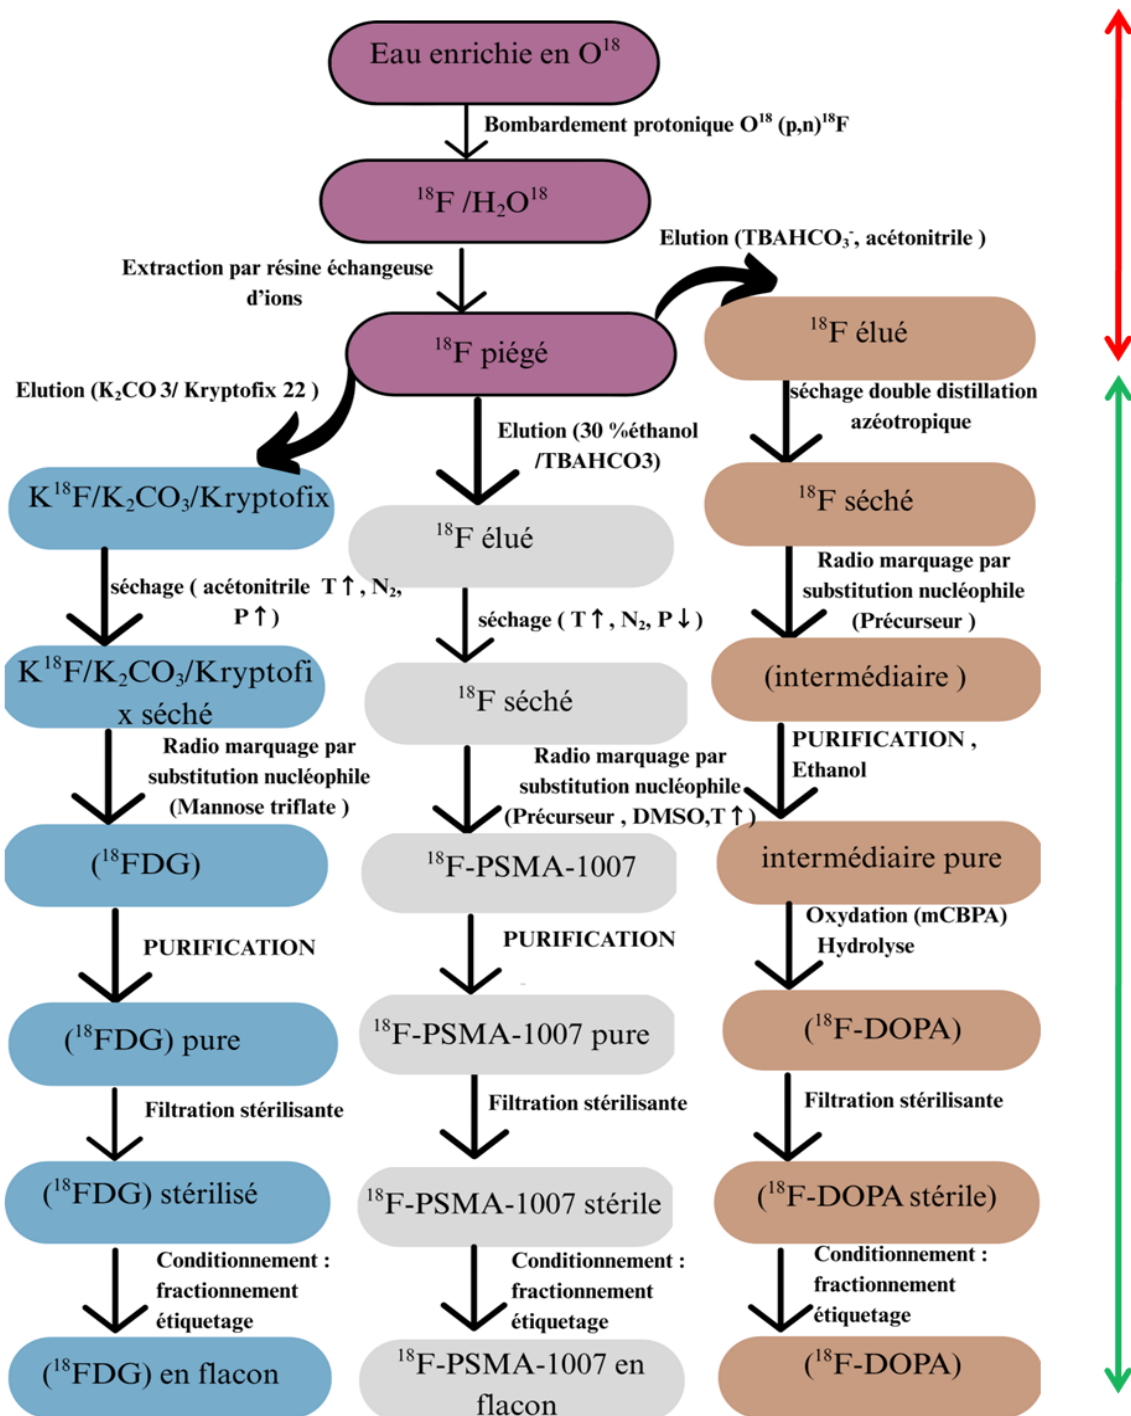 Eau enrichie en O¹⁸
Bombardement protonique O¹⁸ (p,n)¹⁸F
¹⁸F /H₂O¹⁸
Elution (TBAHCO₃⁻, acétonitrile )
Extraction par résine échangeuse
d'ions
¹⁸F piégé
¹⁸F élué
Elution (K₂CO 3/ Kryptofix 22 )
Elution (30 %éthanol
/TBAHCO3)
séchage double distillation
azéotropique
K¹⁸F/K₂CO₃/Kryptofix
¹⁸F élué
¹⁸F séché
séchage ( acétonitrile T↑, N₂,
P↑)
séchage ( T↑, N₂, P↓)
Radio marquage par
substitution nucléophile
(Précurseur )
K¹⁸F/K₂CO₃/Kryptofi
x séché
¹⁸F séché
(intermédiaire )
Radio marquage par
substitution nucléophile
(Mannose triflate )
Radio marquage par
substitution nucléophile
(Précurseur , DMSO,T↑)
PURIFICATION ,
Ethanol
(¹⁸FDG)
¹⁸F-PSMA-1007
intermédiaire pure
PURIFICATION
PURIFICATION
Oxydation (mCBPA)
Hydrolyse
(¹⁸FDG) pure
¹⁸F-PSMA-1007 pure
(¹⁸F-DOPA)
Filtration stérilisante
Filtration stérilisante
Filtration stérilisante
(¹⁸FDG) stérilisé
¹⁸F-PSMA-1007 stérile
(¹⁸F-DOPA stérile)
Conditionnement :
fractionnement
étiquetage
Conditionnement :
fractionnement
étiquetage
Conditionnement :
fractionnement
étiquetage
(¹⁸FDG) en flacon
¹⁸F-PSMA-1007 en
flacon
(¹⁸F-DOPA)